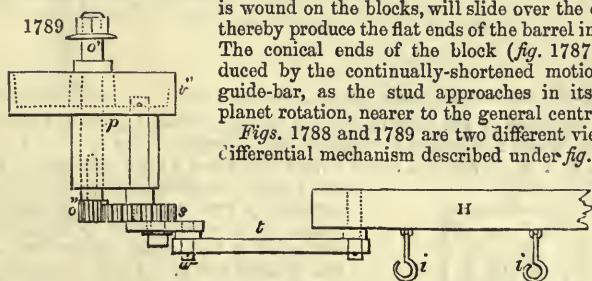 1789
is wound on the blocks, will slide over the
thereby produce the flat ends of the barrel in
The conical ends of the block (fig. 1787
duced by the continually-shortened motio
guide-bar, as the stud approaches in its
planet rotation, nearer to the general centr
Figs. 1788 and 1789 are two different vie
differential mechanism described under fig.
o'
v"
p
o"
s
t
u
H
i
i